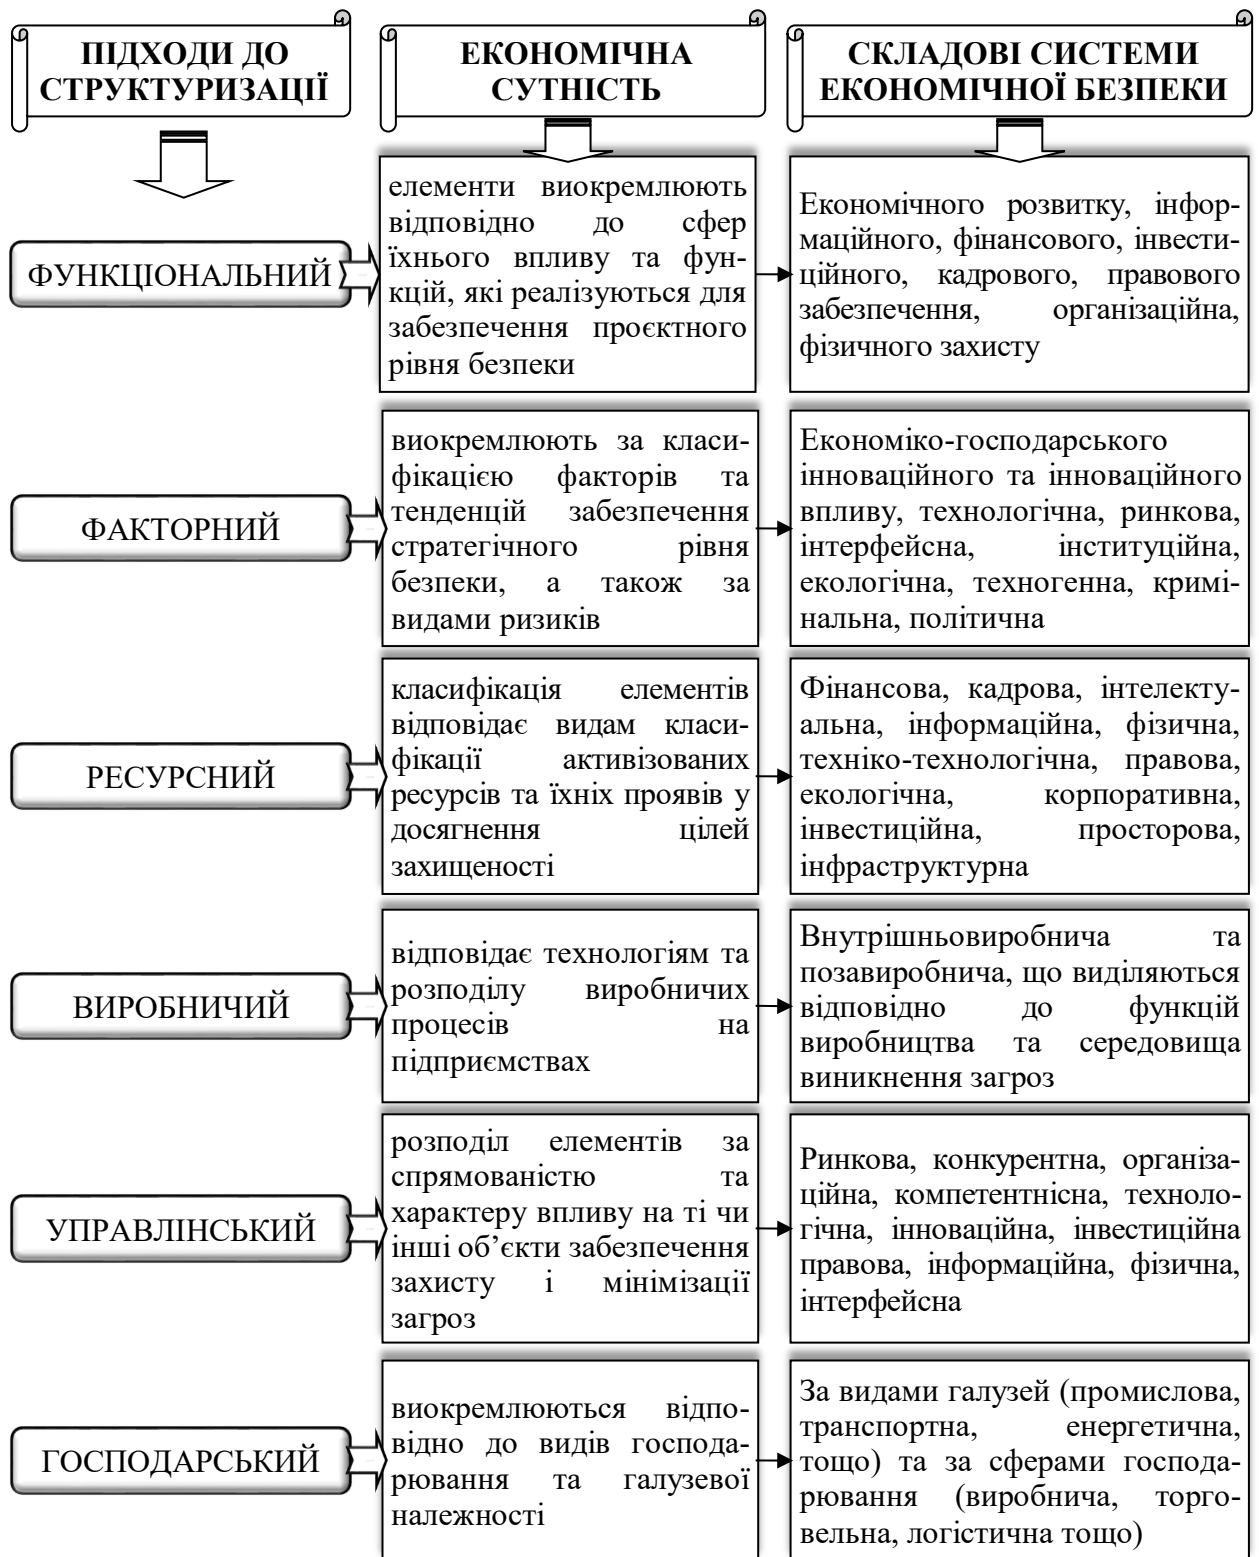 ПІДХОДИ ДО
СТРУКТУРИЗАЦІЇ
ЕКОНОМІЧНА
СУТНІСТЬ
СКЛАДОВІ СИСТЕМИ
ЕКОНОМІЧНОЇ БЕЗПЕКИ
ФУНКЦІОНАЛЬНИЙ
елементи виокремлюють
відповідно до сфер
їхнього впливу та фун-
кцій, які реалізуються для
забезпечення проєктного
рівня безпеки
Економічного розвитку, інфор-
маційного, фінансового, інвести-
ційного, кадрового, правового
забезпечення, організаційна,
фізичного захисту
ФАКТОРНИЙ
виокремлюють за класи-
фікацією факторів та
тенденцій забезпечення
стратегічного рівня
безпеки, а також за
видами ризиків
Економіко-господарського
інноваційного та інноваційного
впливу, технологічна, ринкова,
інтерфейсна, інституційна,
екологічна, техногенна, кримі-
нальна, політична
РЕСУРСНИЙ
класифікація елементів
відповідає видам класи-
фікації активізованих
ресурсів та їхніх проявів у
досягнення цілей
захищеності
Фінансова, кадрова, інтелекту-
альна, інформаційна, фізична,
техніко-технологічна, правова,
екологічна, корпоративна,
інвестиційна, просторова,
інфраструктурна
ВИРОБНИЧИЙ
відповідає технологіям та
розподілу виробничих
процесів на
підприємствах
Внутрішньовиробнича та
позавиробнича, що виділяються
відповідно до функцій
виробництва та середовища
виникнення загроз
УПРАВЛІНСЬКИЙ
розподіл елементів за
спрямованістю та
характеру впливу на ті чи
інші об’єкти забезпечення
захисту і мінімізації
загроз
Ринкова, конкурентна, організа-
ційна, компетентнісна, техноло-
гічна, інноваційна, інвестиційна
правова, інформаційна, фізична,
інтерфейсна
ГОСПОДАРСЬКИЙ
виокремлюються відпо-
відно до видів господа-
рювання та галузевої
належності
За видами галузей (промислова,
транспортна, енергетична,
тощо) та за сферами господа-
рювання (виробнича, торго-
вельна, логістична тощо)